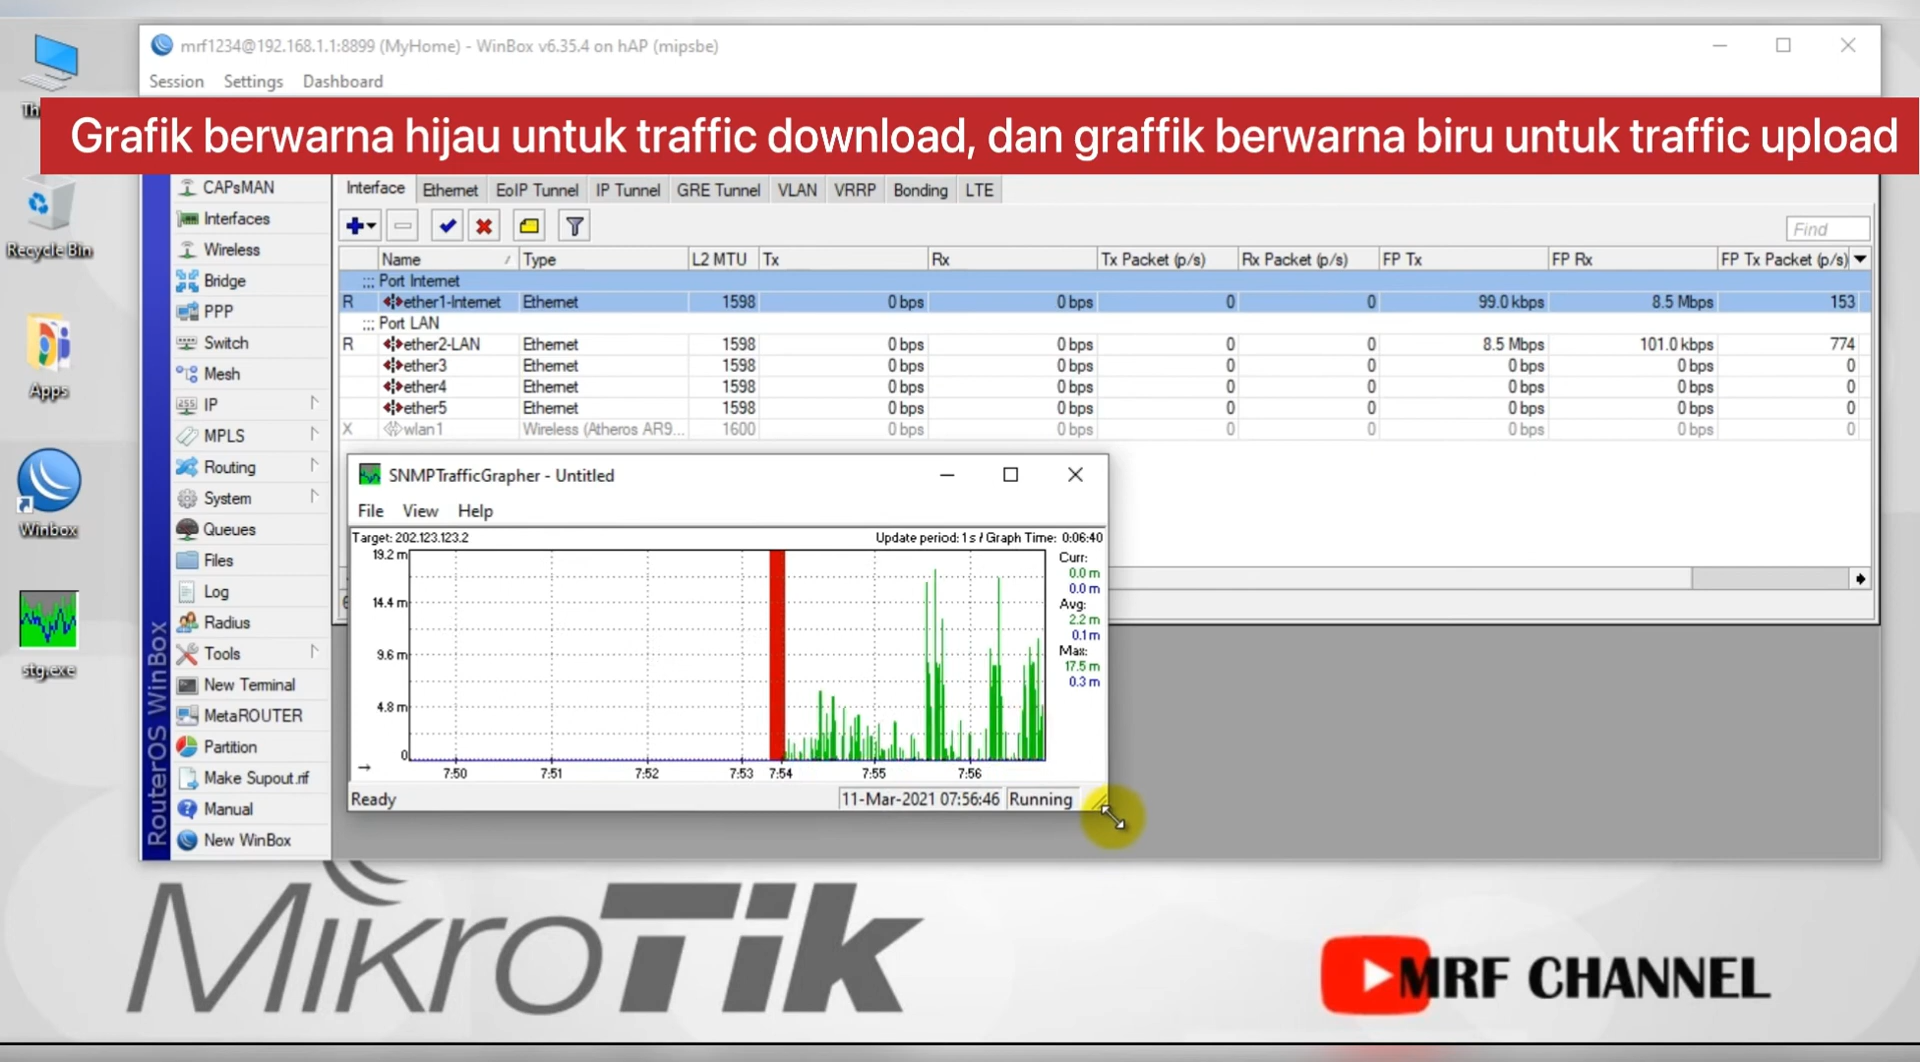 mrf1234@192.168.1.1:8899 (MyHome) - WinBox v6.35.4 on hAP (mipsbe)
Session Settings Dashboard
Grafik berwarna hijau untuk traffic download, dan graffik berwarna biru untuk traffic upload
Recycle Bin
Apps
Winbox
stg.exe
RouterOS WinBox
CAPsMAN
Interfaces
Wireless
Bridge
PPP
Switch
Mesh
IP
MPLS
Routing
System
Queues
Files
Log
Radius
Tools
New Terminal
MetaROUTER
Partition
Make Supout.rif
Manual
New WinBox
Interface Ethernet EoIP Tunnel IP Tunnel GRE Tunnel VLAN VRRP Bonding LTE
Find
Name Type L2 MTU Tx Rx Tx Packet (p/s) Rx Packet (p/s) FP Tx FP Rx FP Tx Packet (p/s)
::: Port Internet
R ether1-Internet Ethernet 1598 0 bps 0 bps 0 0 99.0 kbps 8.5 Mbps 153
::: Port LAN
R ether2-LAN Ethernet 1598 0 bps 0 bps 0 0 8.5 Mbps 101.0 kbps 774
ether3 Ethernet 1598 0 bps 0 bps 0 0 0 bps 0 bps 0
ether4 Ethernet 1598 0 bps 0 bps 0 0 0 bps 0 bps 0
ether5 Ethernet 1598 0 bps 0 bps 0 0 0 bps 0 bps 0
X wlan1 Wireless (Atheros AR9... 1600 0 bps 0 bps 0 0 0 bps 0 bps 0
SNMPTrafficGrapher - Untitled
File View Help
Target: 202.123.123.2 Update period: 1 s / Graph Time: 0:06:40
19.2 m
14.4 m
9.6 m
4.8 m
0
7:50 7:51 7:52 7:53 7:54 7:55 7:56
Curr:
0.0 m
0.0 m
Avg:
2.2 m
0.1 m
Max:
17.5 m
0.3 m
Ready 11-Mar-2021 07:56:46 Running
MikroTik
MRF CHANNEL